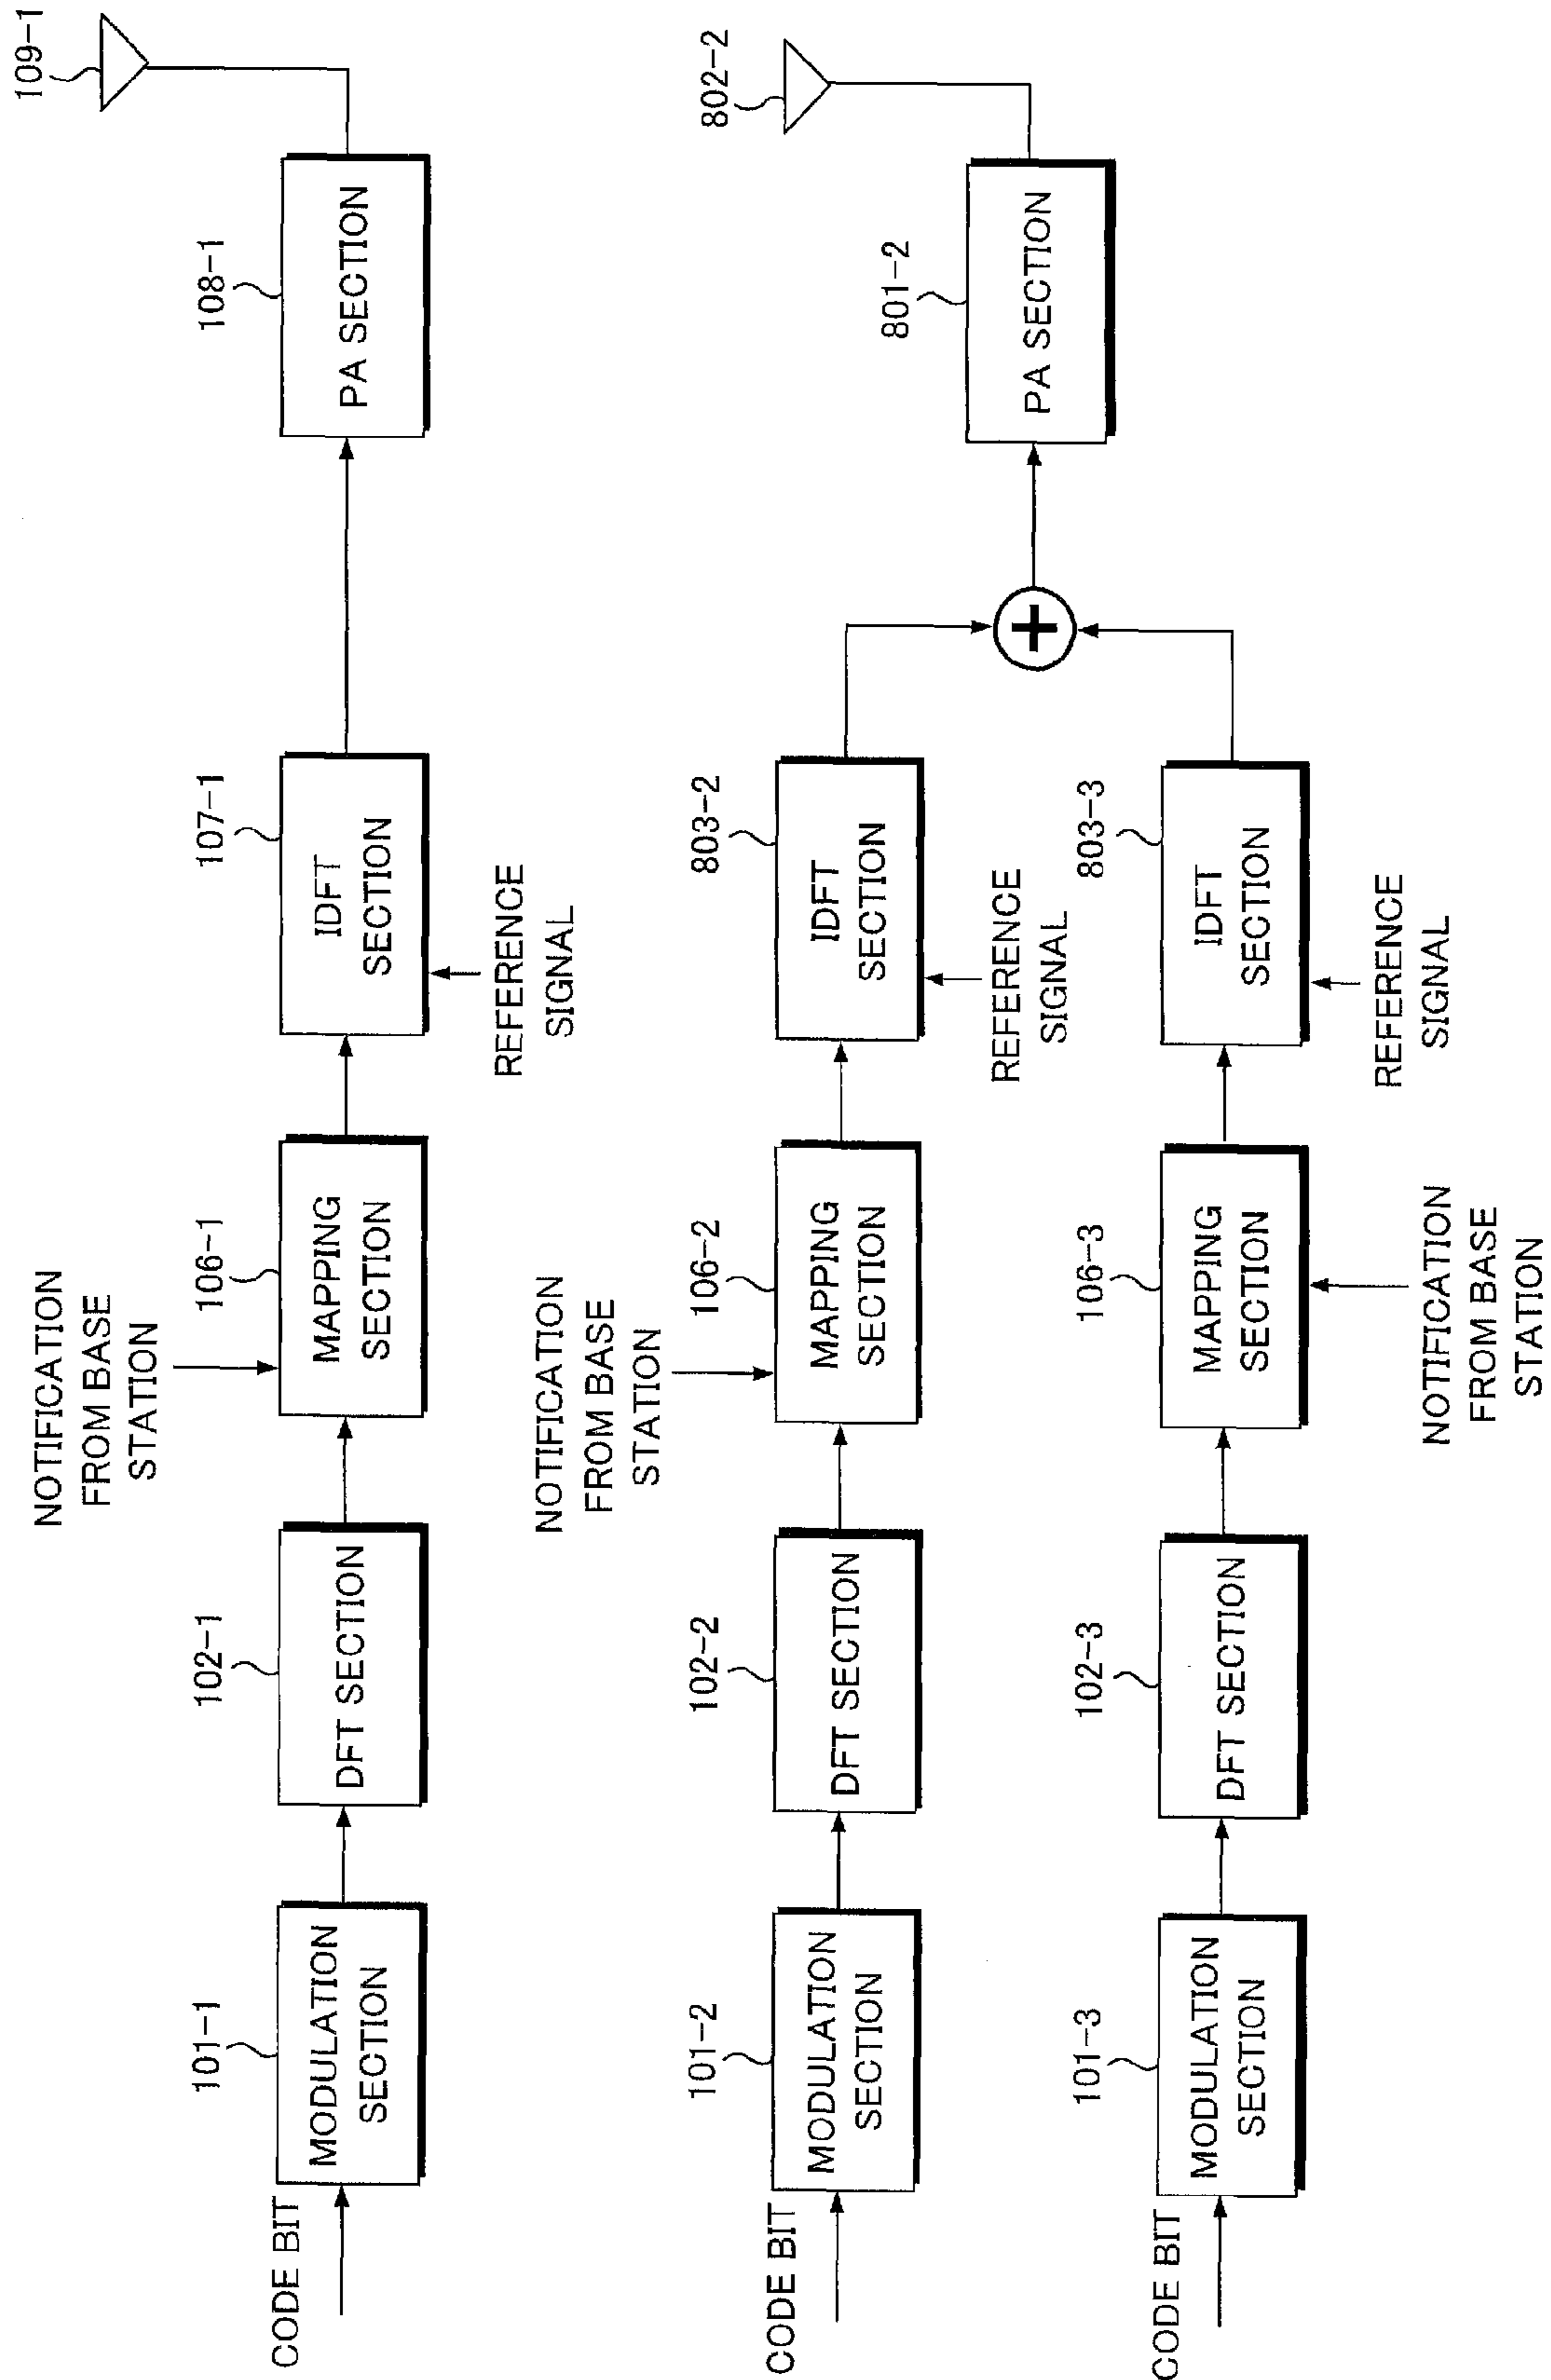 CODE BIT
101-1
MODULATION
SECTION
102-1
DFT SECTION
NOTIFICATION
FROM BASE
STATION
106-1
MAPPING
SECTION
107-1
IDFT
SECTION
REFERENCE
SIGNAL
108-1
PA SECTION
109-1
CODE BIT
101-2
MODULATION
SECTION
102-2
DFT SECTION
NOTIFICATION
FROM BASE
STATION
106-2
MAPPING
SECTION
803-2
IDFT
SECTION
REFERENCE
SIGNAL
+
801-2
PA SECTION
802-2
CODE BIT
101-3
MODULATION
SECTION
102-3
DFT SECTION
106-3
MAPPING
SECTION
NOTIFICATION
FROM BASE
STATION
803-3
IDFT
SECTION
REFERENCE
SIGNAL